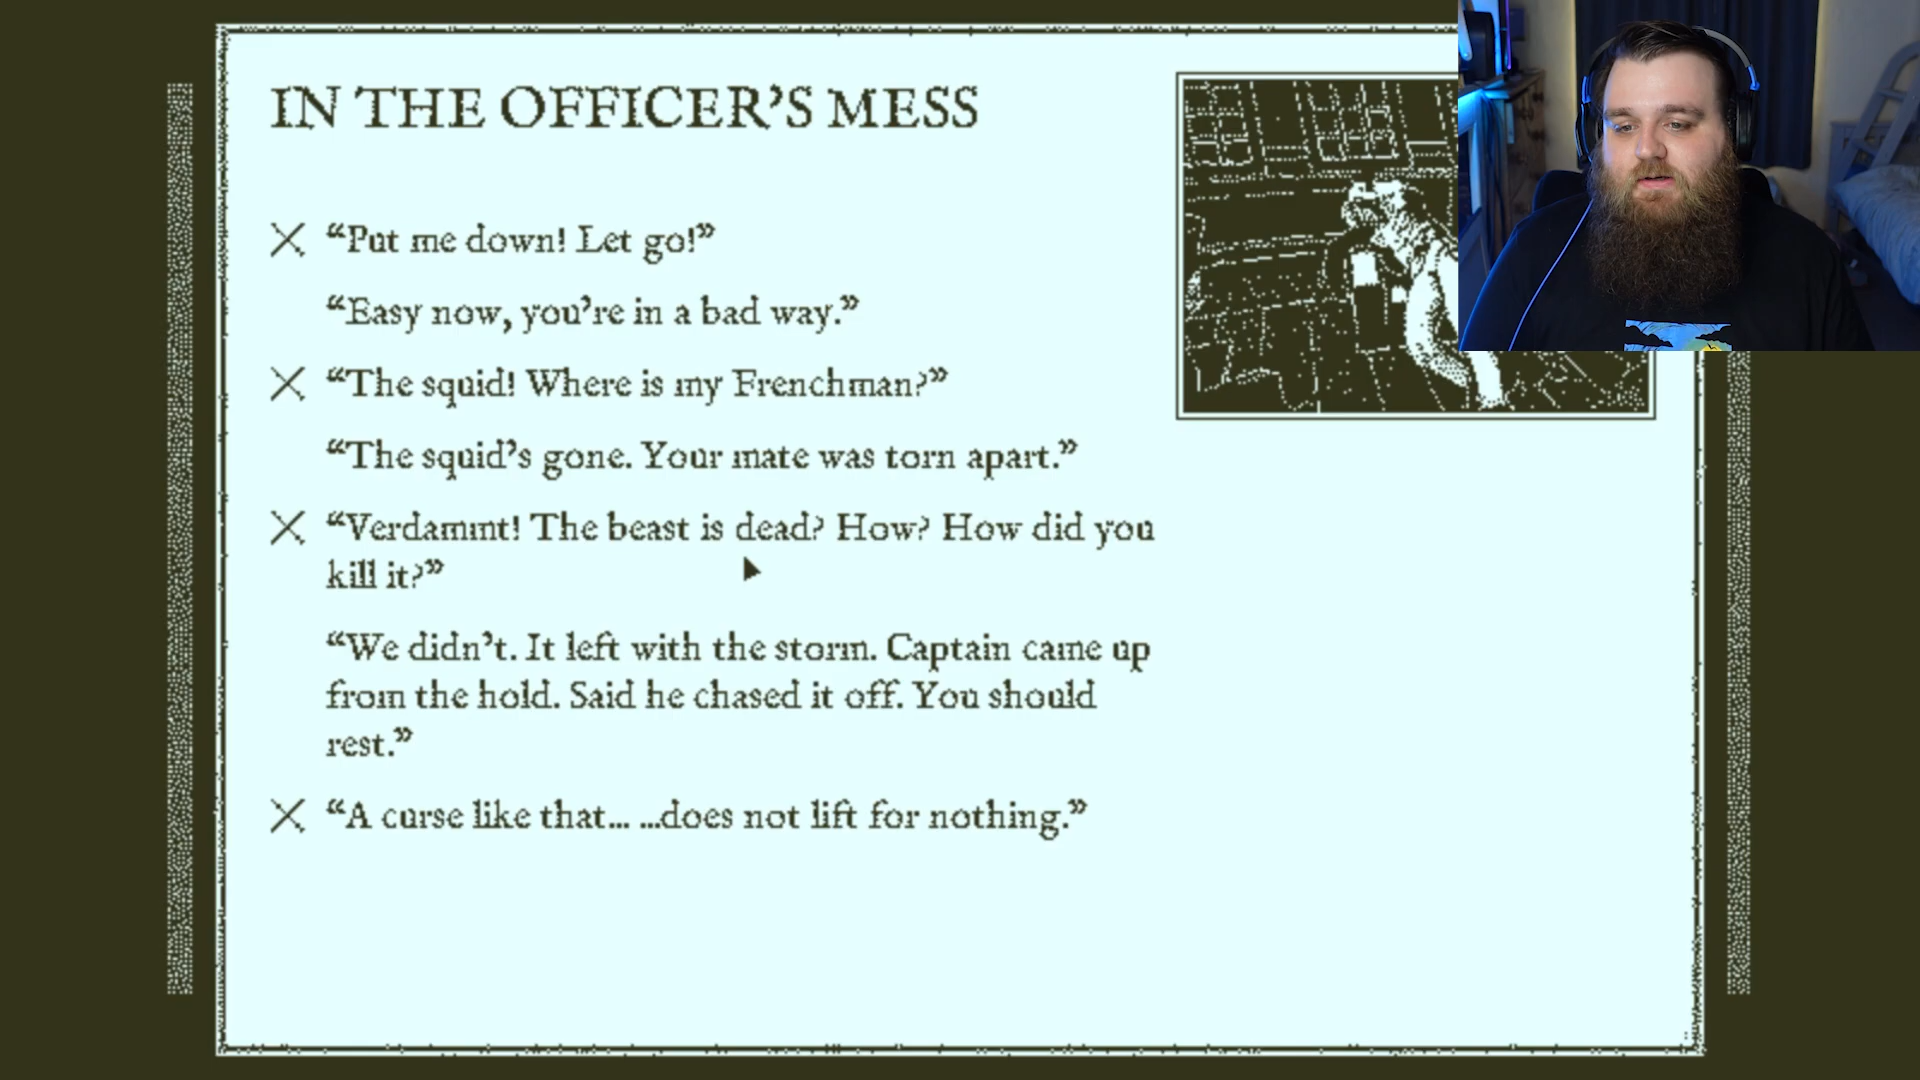 IN THE OFFICER’S MESS
“Put me down! Let go!”
“Easy now, you’re in a bad way.”
“The squid! Where is my Frenchman?”
“The squid’s gone. Your mate was torn apart.”
“Verdammt! The beast is dead? How? How did you
kill it?”
“We didn’t. It left with the storm. Captain came up
from the hold. Said he chased it off. You should
rest.”
“A curse like that... ...does not lift for nothing.”